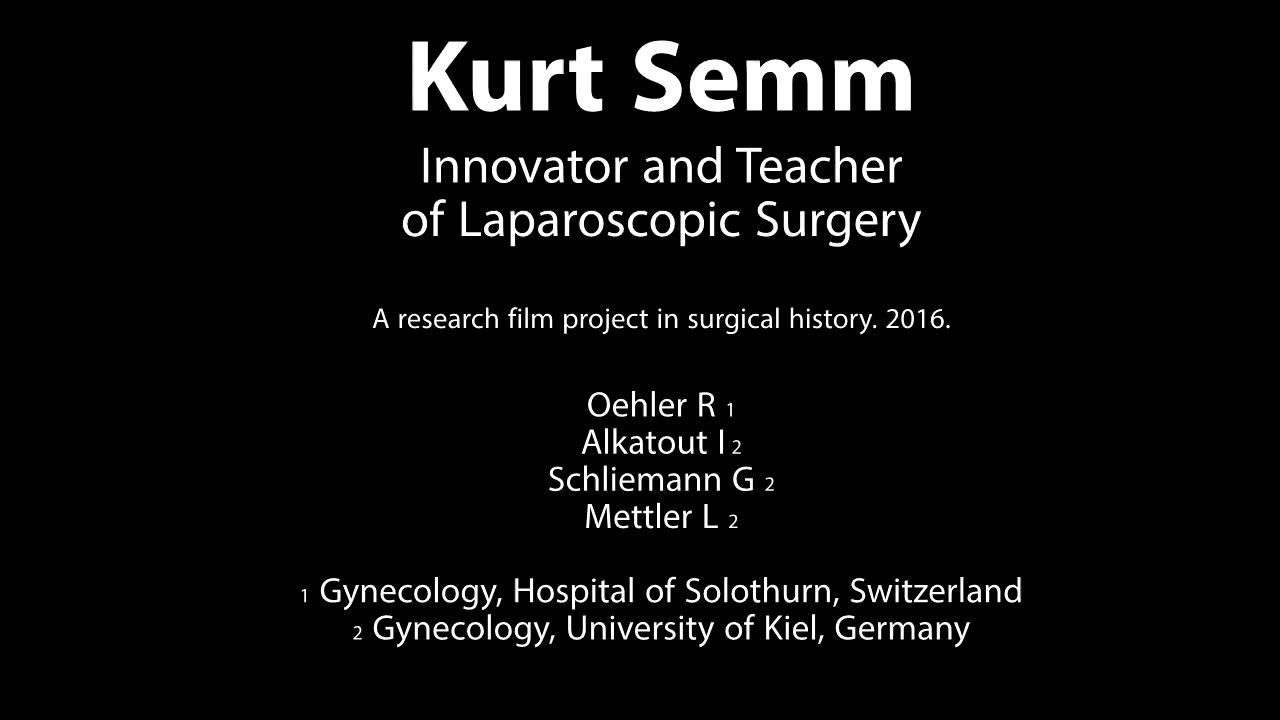 Kurt Semm
Innovator and Teacher
of Laparoscopic Surgery
A research film project in surgical history. 2016.
Oehler R 1
Alkatout I 2
Schliemann G 2
Mettler L 2
1 Gynecology, Hospital of Solothurn, Switzerland
2 Gynecology, University of Kiel, Germany